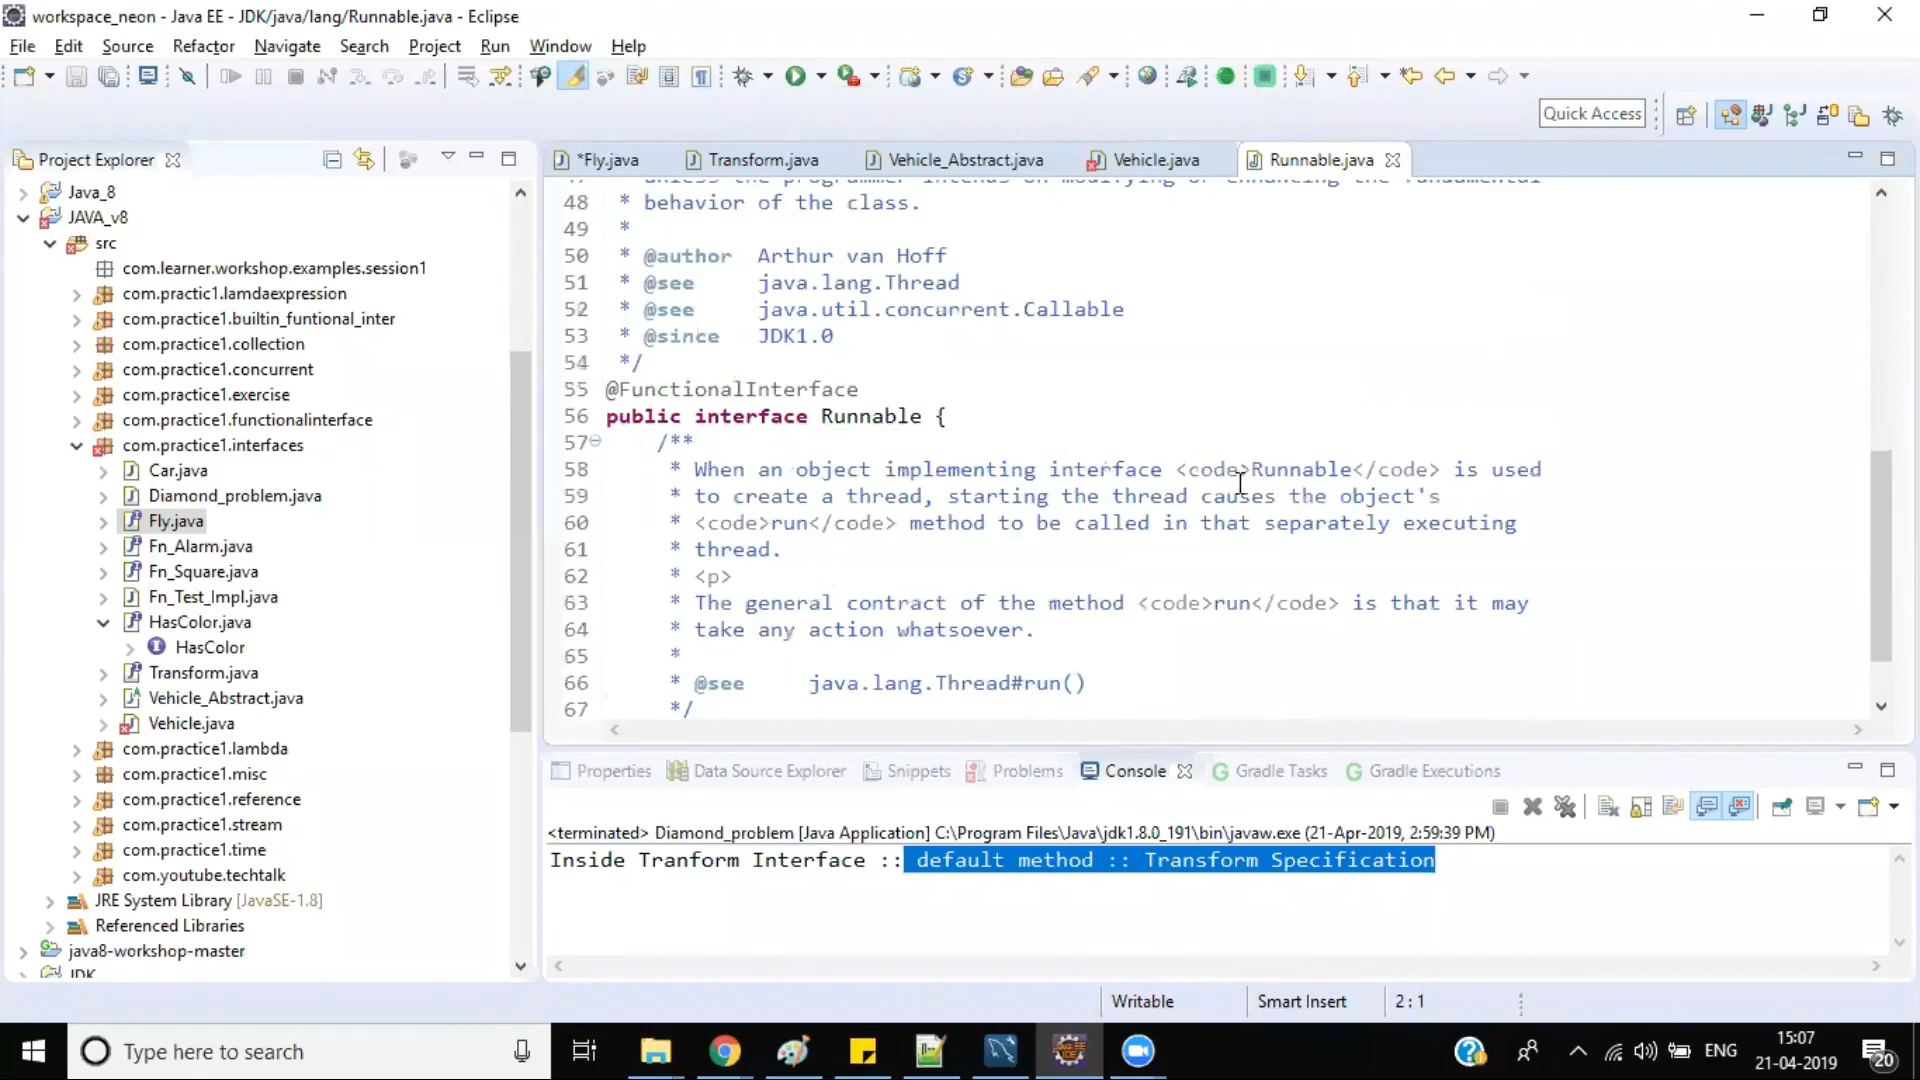 workspace_neon - Java EE - JDK/java/lang/Runnable.java - Eclipse
File Edit Source Refactor Navigate Search Project Run Window Help
Quick Access
Project Explorer
Java_8
JAVA_v8
src
com.learner.workshop.examples.session1
com.practic1.lamdaexpression
com.practice1.builtin_funtional_inter
com.practice1.collection
com.practice1.concurrent
com.practice1.exercise
com.practice1.functionalinterface
com.practice1.interfaces
Car.java
Diamond_problem.java
Fly.java
Fn_Alarm.java
Fn_Square.java
Fn_Test_Impl.java
HasColor.java
HasColor
Transform.java
Vehicle_Abstract.java
Vehicle.java
com.practice1.lambda
com.practice1.misc
com.practice1.reference
com.practice1.stream
com.practice1.time
com.youtube.techtalk
JRE System Library [JavaSE-1.8]
Referenced Libraries
java8-workshop-master
JDK
*Fly.java Transform.java Vehicle_Abstract.java Vehicle.java Runnable.java
47 * unless the programmer intends on modifying or enhancing the fundamental
48 * behavior of the class.
49 *
50 * @author Arthur van Hoff
51 * @see java.lang.Thread
52 * @see java.util.concurrent.Callable
53 * @since JDK1.0
54 */
55 @FunctionalInterface
56 public interface Runnable {
57 /**
58 * When an object implementing interface <code>Runnable</code> is used
59 * to create a thread, starting the thread causes the object's
60 * <code>run</code> method to be called in that separately executing
61 * thread.
62 * <p>
63 * The general contract of the method <code>run</code> is that it may
64 * take any action whatsoever.
65 *
66 * @see java.lang.Thread#run()
67 */
Properties Data Source Explorer Snippets Problems Console Gradle Tasks Gradle Executions
<terminated> Diamond_problem [Java Application] C:\Program Files\Java\jdk1.8.0_191\bin\javaw.exe (21-Apr-2019, 2:59:39 PM)
Inside Tranform Interface :: default method :: Transform Specification
Writable Smart Insert 2 : 1
Type here to search
ENG
15:07
21-04-2019
20